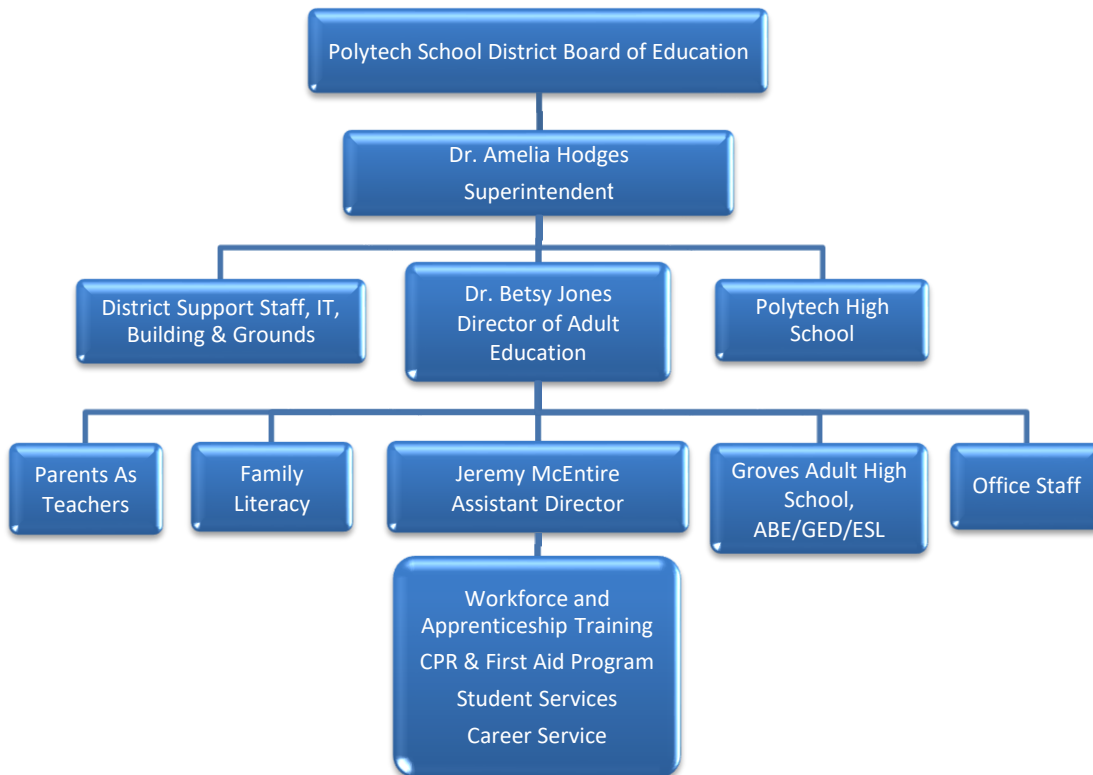 Polytech School District Board of Education
Dr. Amelia Hodges
Superintendent
District Support Staff, IT,
Building & Grounds
Dr. Betsy Jones
Director of Adult
Education
Polytech High
School
Parents As
Teachers
Family
Literacy
Jeremy McEntire
Assistant Director
Groves Adult High
School,
ABE/GED/ESL
Office Staff
Workforce and
Apprenticeship Training
CPR & First Aid Program
Student Services
Career Service